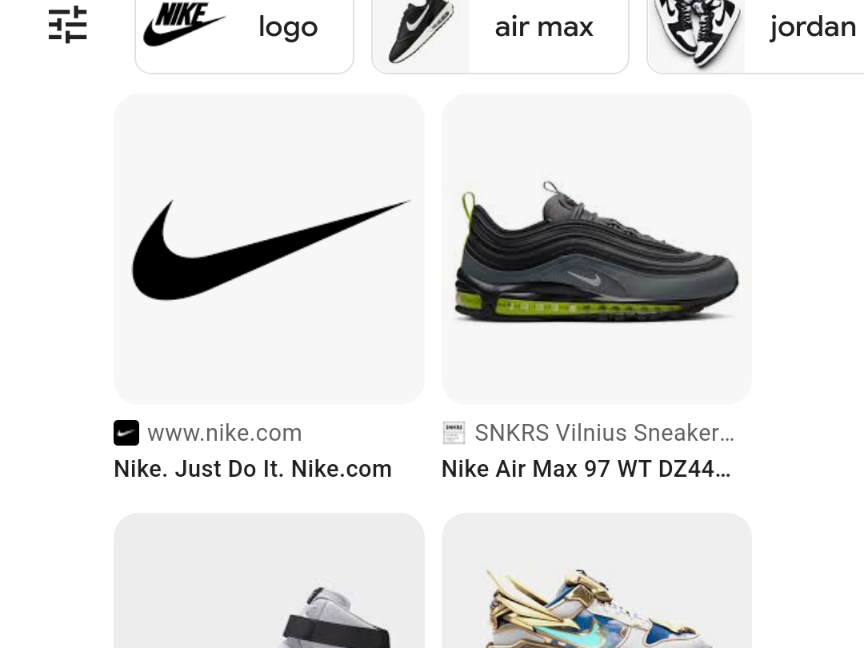 NIKE
logo
air max
jordan
www.nike.com
SNKRS Vilnius Sneaker...
Nike. Just Do It. Nike.com
Nike Air Max 97 WT DZ44...